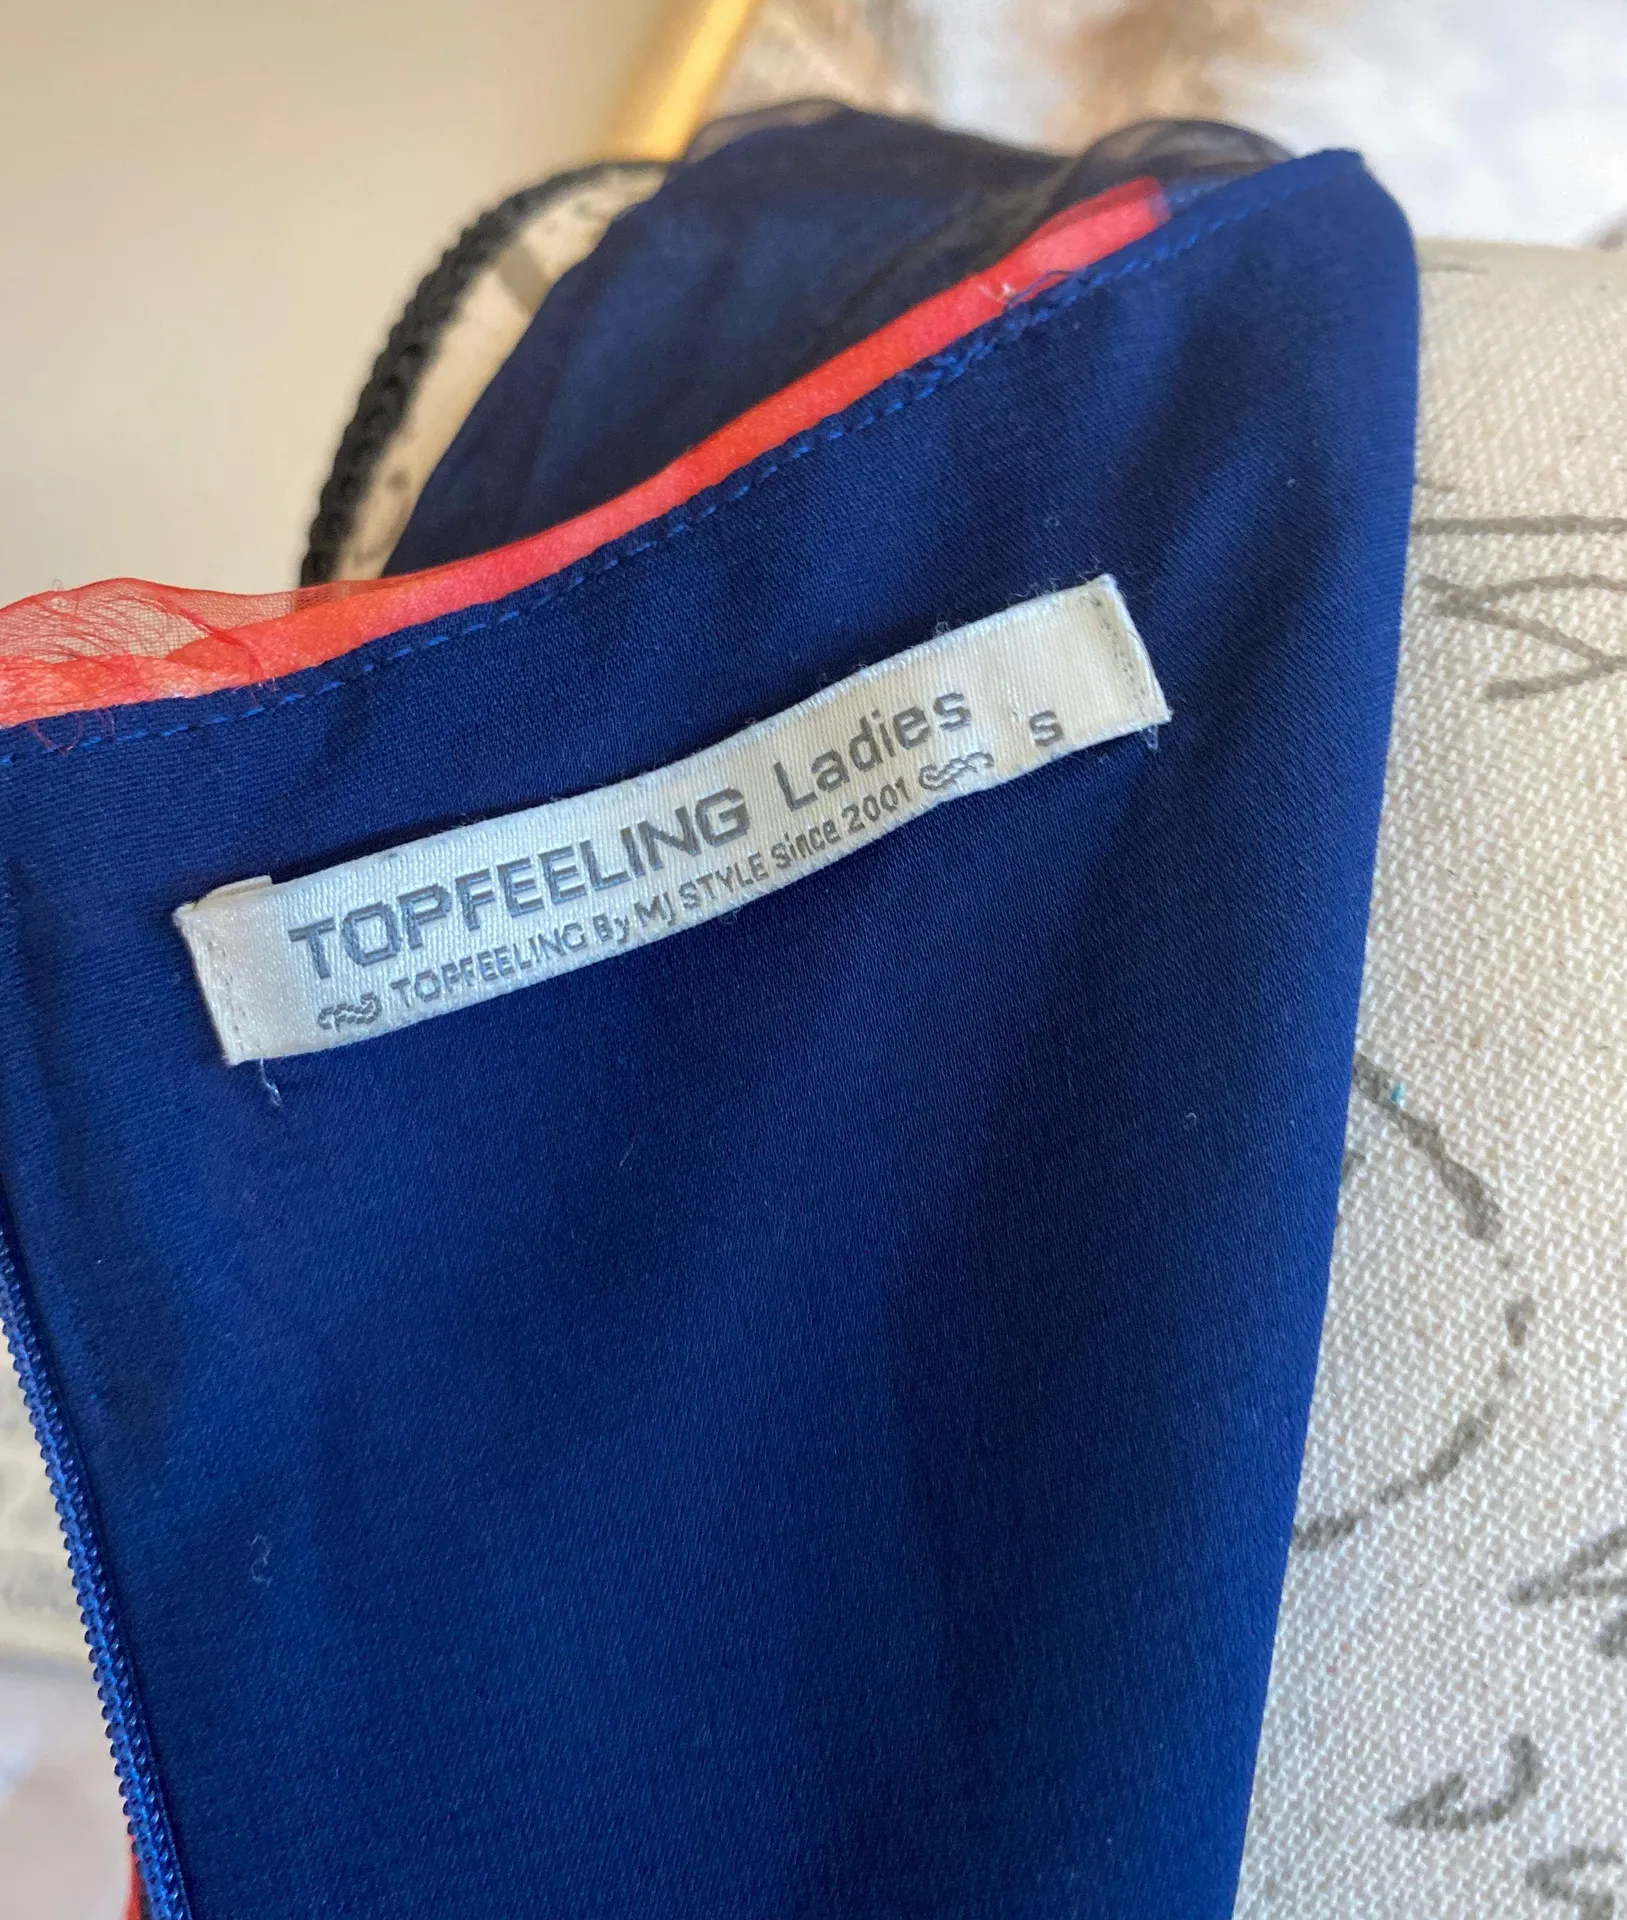 TOPFEELING Ladies
TOPFEELING By MJ STYLE since 2001 S